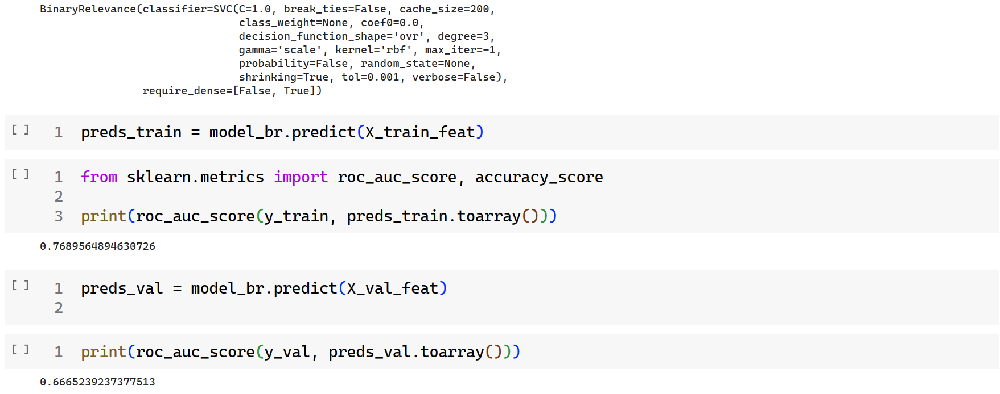 BinaryRelevance(classifier=SVC(C=1.0, break_ties=False, cache_size=200,
class_weight=None, coef0=0.0,
decision_function_shape='ovr', degree=3,
gamma='scale', kernel='rbf', max_iter=-1,
probability=False, random_state=None,
shrinking=True, tol=0.001, verbose=False),
require_dense=[False, True])
[ ] 1 preds_train = model_br.predict(X_train_feat)
[ ] 1 from sklearn.metrics import roc_auc_score, accuracy_score
2
3 print(roc_auc_score(y_train, preds_train.toarray()))
0.7689564894630726
[ ] 1 preds_val = model_br.predict(X_val_feat)
2
[ ] 1 print(roc_auc_score(y_val, preds_val.toarray()))
0.6665239237377513